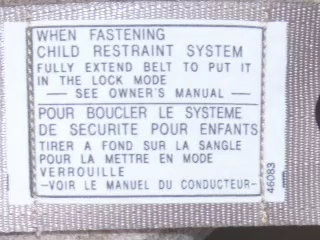 WHEN FASTENING
CHILD RESTRAINT SYSTEM
FULLY EXTEND BELT TO PUT IT
IN THE LOCK MODE
— SEE OWNER'S MANUAL —
POUR BOUCLER LE SYSTEME
DE SECURITE POUR ENFANTS
TIRER A FOND SUR LA SANGLE
POUR LA METTRE EN MODE
VERROUILLE
-VOIR LE MANUEL DU CONDUCTEUR-
46083